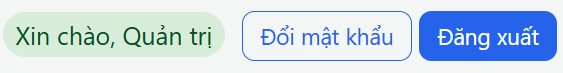 Xin chào, Quản trị Đổi mật khẩu Đăng xuất